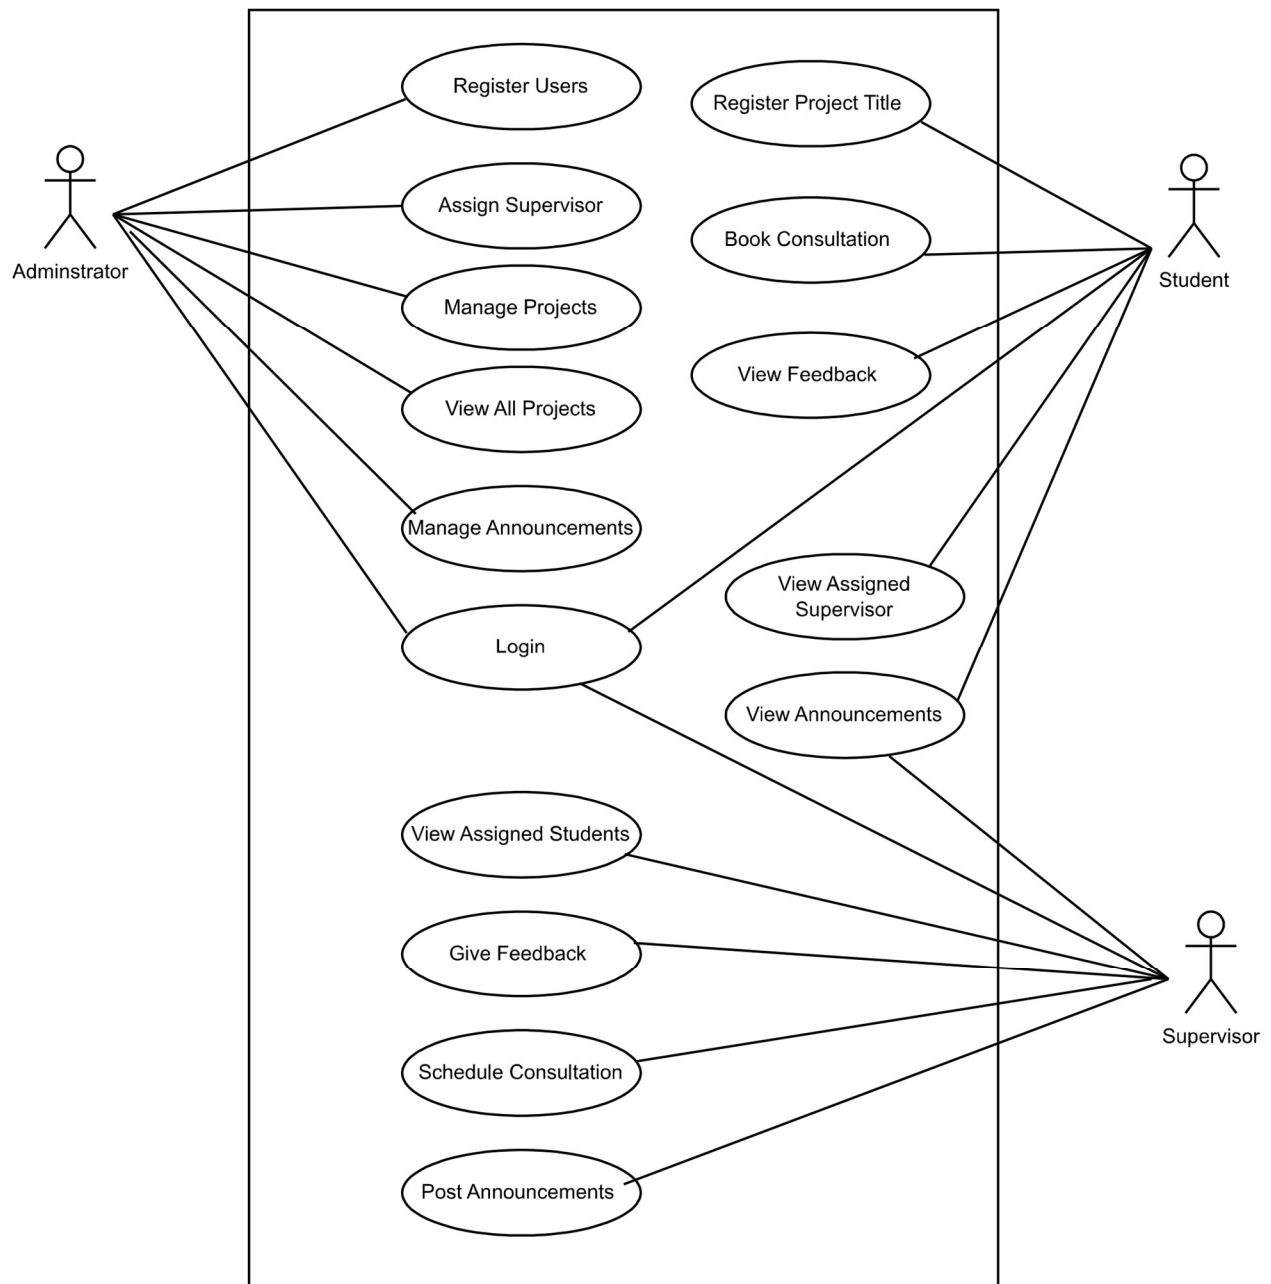 Register Users
Register Project Title
Assign Supervisor
Book Consultation
Adminstrator
Student
Manage Projects
View Feedback
View All Projects
Manage Announcements
View Assigned
Supervisor
Login
View Announcements
View Assigned Students
Give Feedback
Supervisor
Schedule Consultation
Post Announcements